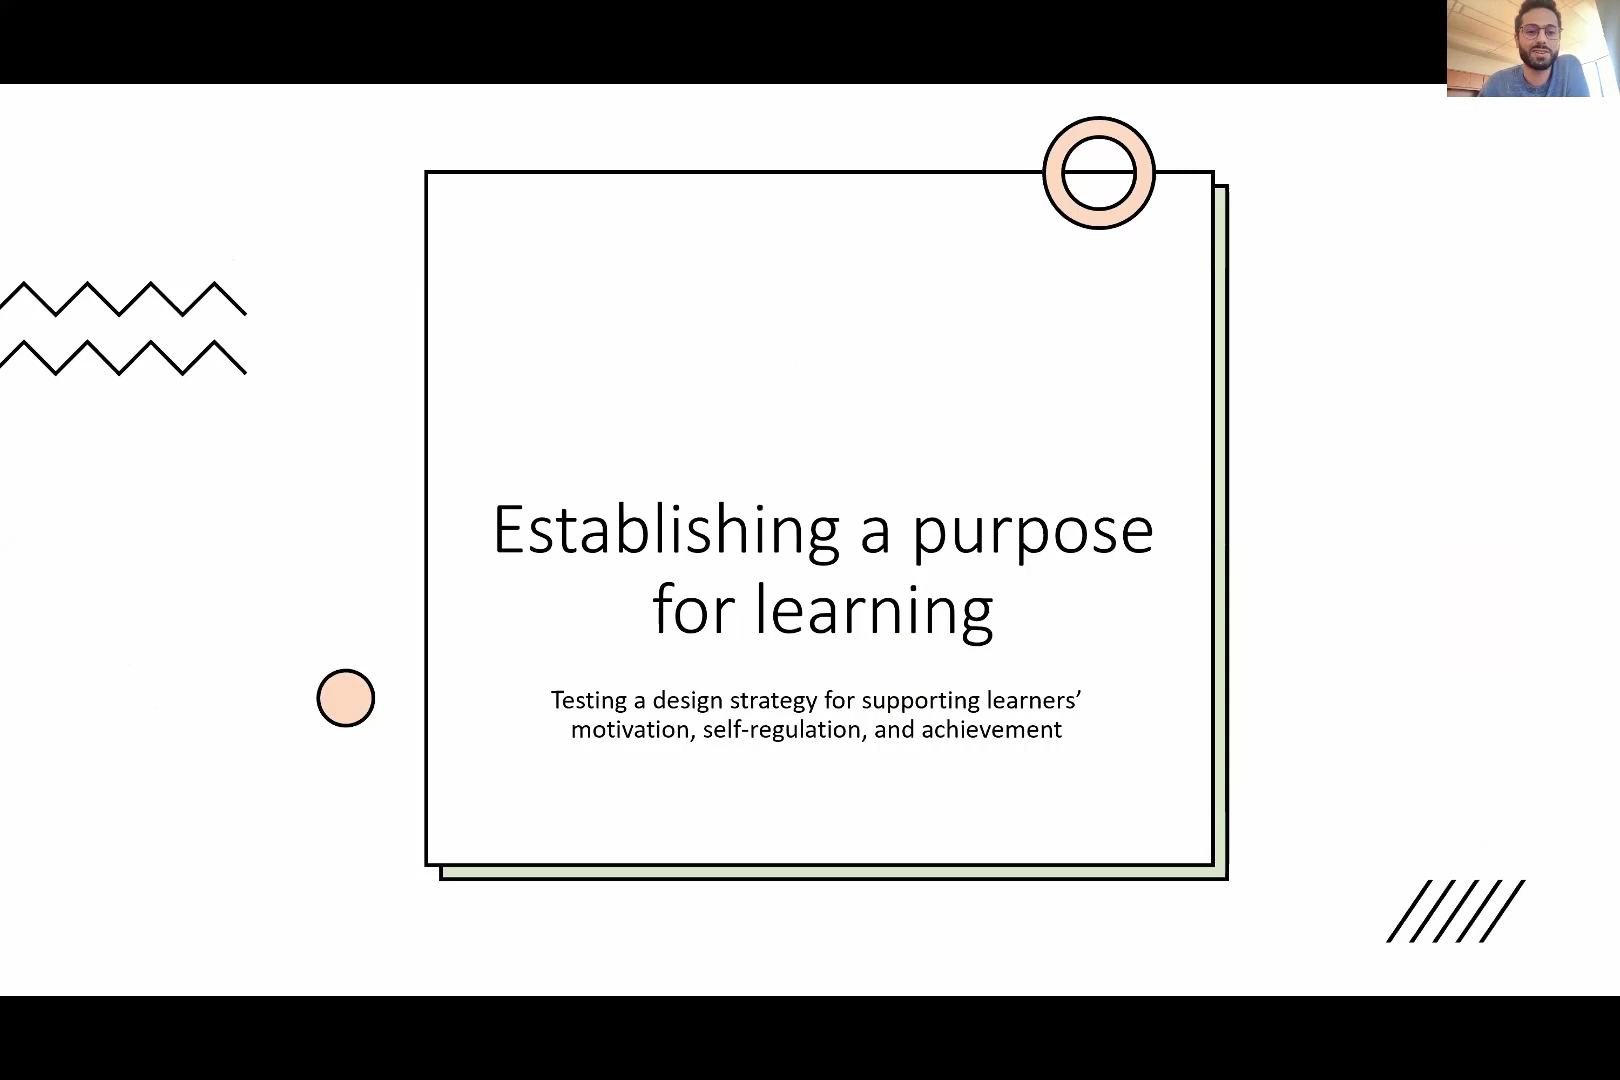 Establishing a purpose
for learning
Testing a design strategy for supporting learners’
motivation, self-regulation, and achievement